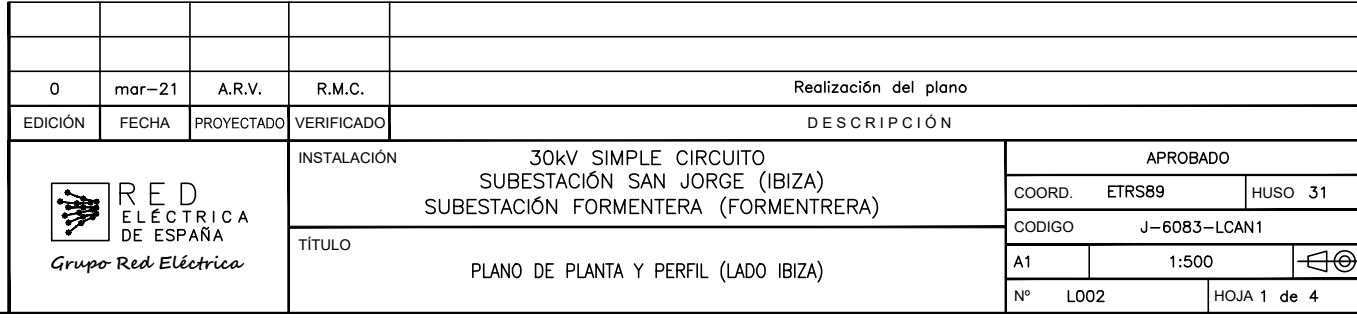 0 mar-21 A.R.V. R.M.C. Realización del plano
EDICIÓN FECHA PROYECTADO VERIFICADO DESCRIPCIÓN
RED
ELÉCTRICA
DE ESPAÑA
Grupo Red Eléctrica
INSTALACIÓN 30kV SIMPLE CIRCUITO
SUBESTACIÓN SAN JORGE (IBIZA)
SUBESTACIÓN FORMENTERA (FORMENTRERA)
TÍTULO
PLANO DE PLANTA Y PERFIL (LADO IBIZA)
APROBADO
COORD. ETRS89 HUSO 31
CODIGO J-6083-LCAN1
A1 1:500
Nº L002 HOJA 1 de 4